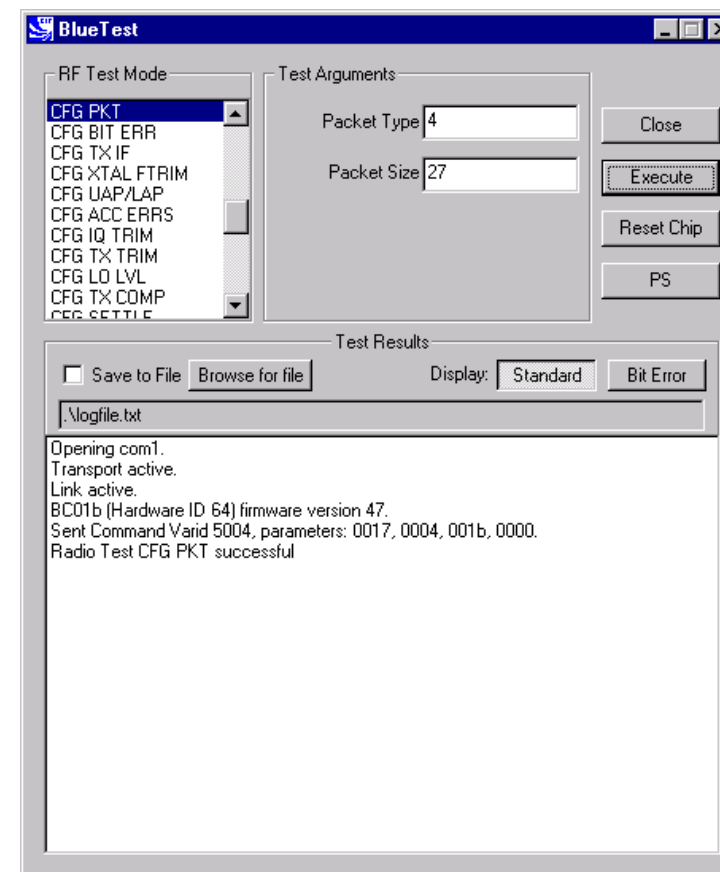 BlueTest
RF Test Mode
CFG PKT
CFG BIT ERR
CFG TX IF
CFG XTAL FTRIM
CFG UAP/LAP
CFG ACC ERRS
CFG IQ TRIM
CFG TX TRIM
CFG LO LVL
CFG TX COMP
CFG SETTLE
Test Arguments
Packet Type 4
Packet Size 27
Close
Execute
Reset Chip
PS
Test Results
Save to File Browse for file Display: Standard Bit Error
.\logfile.txt
Opening com1.
Transport active.
Link active.
BC01b (Hardware ID 64) firmware version 47.
Sent Command Varid 5004, parameters: 0017, 0004, 001b, 0000.
Radio Test CFG PKT successful